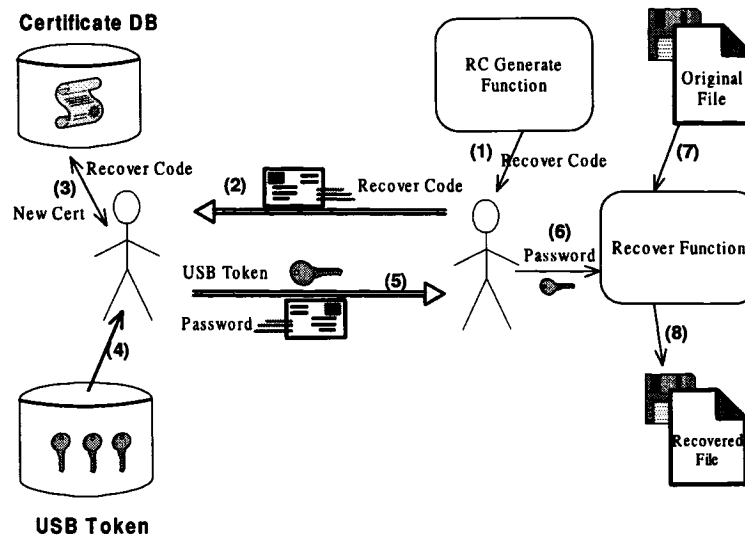 Certificate DB
RC Generate
Function
Original
File
(1)
Recover Code
(7)
(3)
Recover Code
(2)
Recover Code
New Cert
(6)
Password
Recover Function
USB Token
(5)
Password
(4)
(8)
Recovered
File
USB Token